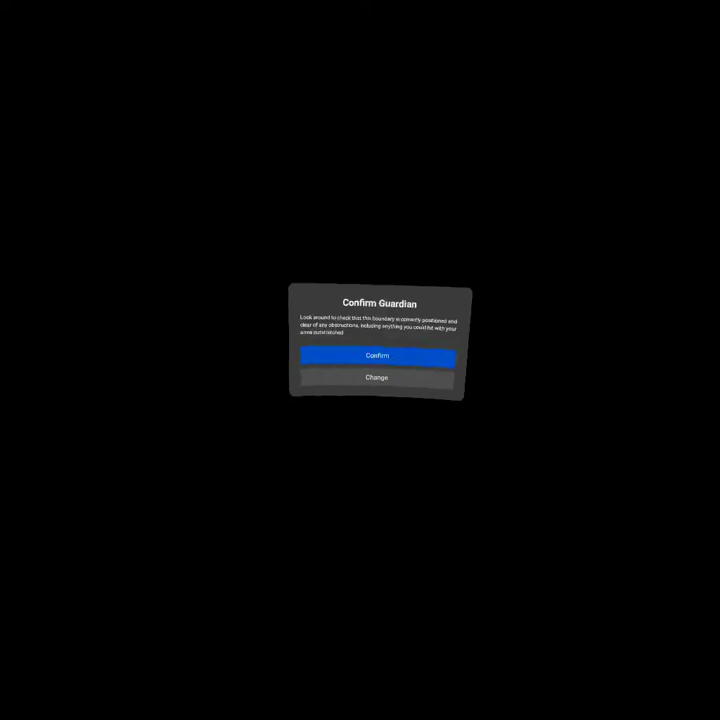 Confirm Guardian
Look around to check that this boundary is correctly positioned and
clear of any obstructions, including anything you could hit with your
arms outstretched
Confirm
Change